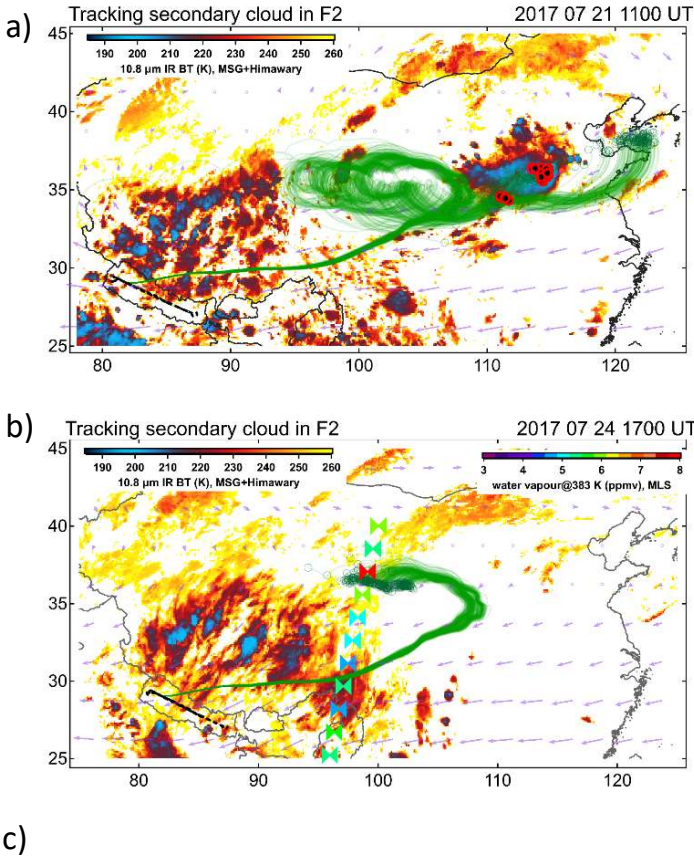 a)
Tracking secondary cloud in F2 2017 07 21 1100 UT
45
190 200 210 220 230 240 250 260
10.8 µm IR BT (K), MSG+Himawary
40
35
30
25
80 90 100 110 120
b)
Tracking secondary cloud in F2 2017 07 24 1700 UT
45
190 200 210 220 230 240 250 260 3 4 5 6 7 8
10.8 µm IR BT (K), MSG+Himawary water vapour@383 K (ppmv), MLS
40
35
30
25
80 90 100 110 120
c)